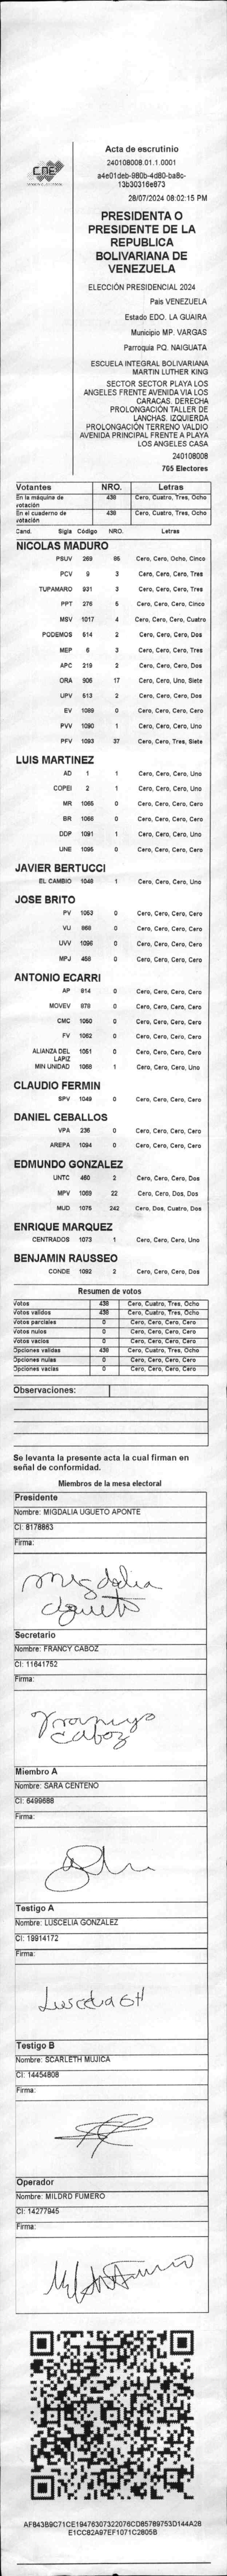 CNE
Acta de escrutinio
240108008.01.1.0001
a4e01deb-980b-4d80-ba8c-
13b30316e873
28/07/2024 08:02:15 PM
PRESIDENTA O
PRESIDENTE DE LA
REPUBLICA
BOLIVARIANA DE
VENEZUELA
ELECCIÓN PRESIDENCIAL 2024
País VENEZUELA
Estado EDO. LA GUAIRA
Municipio MP. VARGAS
Parroquia PQ. NAIGUATA
ESCUELA INTEGRAL BOLIVARIANA
MARTIN LUTHER KING
SECTOR SECTOR PLAYA LOS
ANGELES FRENTE AVENIDA VIA LOS
CARACAS. DERECHA
PROLONGACIÓN TALLER DE
LANCHAS. IZQUIERDA
PROLONGACIÓN TERRENO VALDIO
AVENIDA PRINCIPAL FRENTE A PLAYA
LOS ANGELES CASA
240108008
765 Electores
Votantes NRO. Letras
En la máquina de votación 438 Cero, Cuatro, Tres, Ocho
En el cuaderno de votación 438 Cero, Cuatro, Tres, Ocho
Cand. Sigla Código NRO. Letras
NICOLAS MADURO
PSUV 269 85 Cero, Cero, Ocho, Cinco
PCV 9 3 Cero, Cero, Cero, Tres
TUPAMARO 931 3 Cero, Cero, Cero, Tres
PPT 276 5 Cero, Cero, Cero, Cinco
MSV 1017 4 Cero, Cero, Cero, Cuatro
PODEMOS 614 2 Cero, Cero, Cero, Dos
MEP 6 3 Cero, Cero, Cero, Tres
APC 219 2 Cero, Cero, Cero, Dos
ORA 906 17 Cero, Cero, Uno, Siete
UPV 513 2 Cero, Cero, Cero, Dos
EV 1089 0 Cero, Cero, Cero, Cero
PVV 1090 1 Cero, Cero, Cero, Uno
PFV 1093 37 Cero, Cero, Tres, Siete
LUIS MARTINEZ
AD 1 1 Cero, Cero, Cero, Uno
COPEI 2 1 Cero, Cero, Cero, Uno
MR 1065 0 Cero, Cero, Cero, Cero
BR 1066 0 Cero, Cero, Cero, Cero
DDP 1091 1 Cero, Cero, Cero, Uno
UNE 1095 0 Cero, Cero, Cero, Cero
JAVIER BERTUCCI
EL CAMBIO 1048 1 Cero, Cero, Cero, Uno
JOSE BRITO
PV 1053 0 Cero, Cero, Cero, Cero
VU 868 0 Cero, Cero, Cero, Cero
UVV 1096 0 Cero, Cero, Cero, Cero
MPJ 458 0 Cero, Cero, Cero, Cero
ANTONIO ECARRI
AP 814 0 Cero, Cero, Cero, Cero
MOVEV 878 0 Cero, Cero, Cero, Cero
CMC 1050 0 Cero, Cero, Cero, Cero
FV 1062 0 Cero, Cero, Cero, Cero
ALIANZA DEL LAPIZ 1051 0 Cero, Cero, Cero, Cero
MIN UNIDAD 1068 1 Cero, Cero, Cero, Uno
CLAUDIO FERMIN
SPV 1049 0 Cero, Cero, Cero, Cero
DANIEL CEBALLOS
VPA 236 0 Cero, Cero, Cero, Cero
AREPA 1094 0 Cero, Cero, Cero, Cero
EDMUNDO GONZALEZ
UNTC 460 2 Cero, Cero, Cero, Dos
MPV 1069 22 Cero, Cero, Dos, Dos
MUD 1075 242 Cero, Dos, Cuatro, Dos
ENRIQUE MARQUEZ
CENTRADOS 1073 1 Cero, Cero, Cero, Uno
BENJAMIN RAUSSEO
CONDE 1092 2 Cero, Cero, Cero, Dos
Resumen de votos
Votos 438 Cero, Cuatro, Tres, Ocho
Votos validos 438 Cero, Cuatro, Tres, Ocho
Votos parciales 0 Cero, Cero, Cero, Cero
Votos nulos 0 Cero, Cero, Cero, Cero
Votos vacios 0 Cero, Cero, Cero, Cero
Opciones validas 438 Cero, Cuatro, Tres, Ocho
Opciones nulas 0 Cero, Cero, Cero, Cero
Opciones vacias 0 Cero, Cero, Cero, Cero
Observaciones:
Se levanta la presente acta la cual firman en
señal de conformidad.
Miembros de la mesa electoral
Presidente
Nombre: MIGDALIA UGUETO APONTE
CI: 8178863
Firma:
Migdalia
Ugueto
Secretario
Nombre: FRANCY CABOZ
CI: 11641752
Firma:
Francys
Caboz
Miembro A
Nombre: SARA CENTENO
CI: 6499688
Firma:
Testigo A
Nombre: LUSCELIA GONZALEZ
CI: 19914172
Firma:
Luscelia GH
Testigo B
Nombre: SCARLETH MUJICA
CI: 14454808
Firma:
Operador
Nombre: MILDRD FUMERO
CI: 14277945
Firma:
AF843B9C71CE19476307322076CD85789753D144A28
E1CC82A97EF1071C2805B